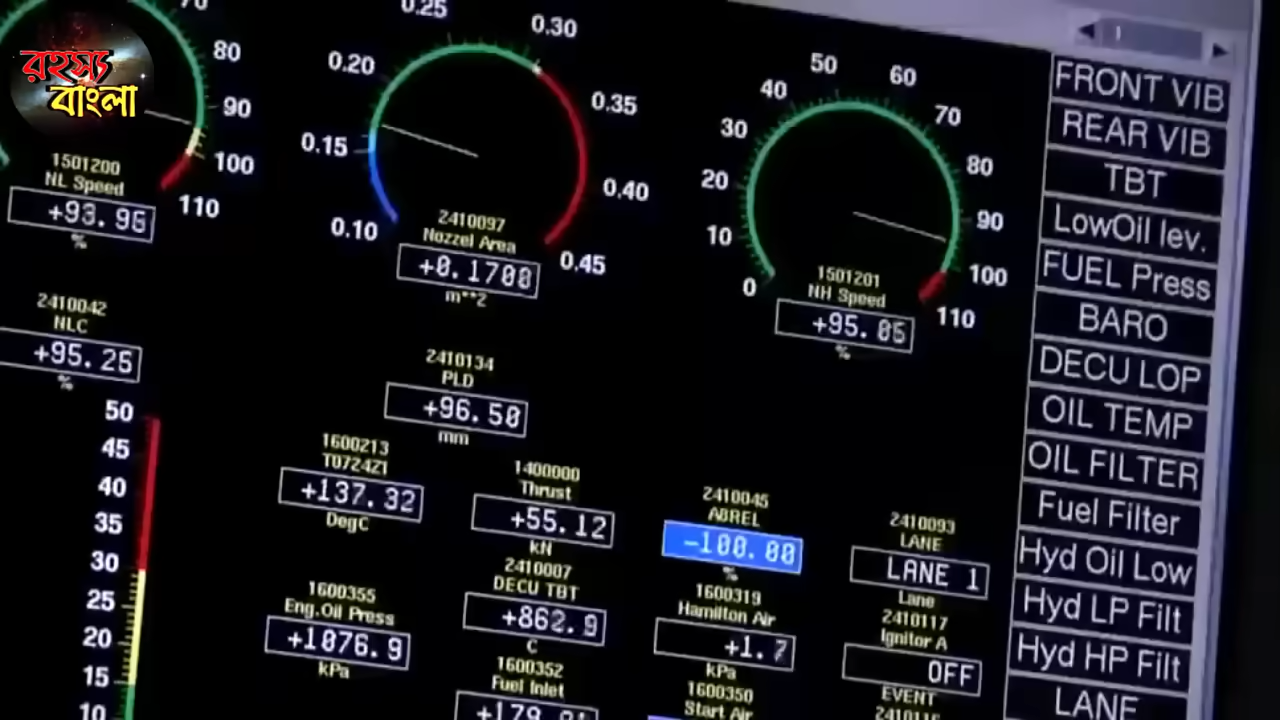 রহস্য
বাংলা
70
80
90
100
110
1501200
NL Speed
+93.96
%
0.10
0.15
0.20
0.25
0.30
0.35
0.40
0.45
2410097
Nozzel Area
+0.1700
m**2
0
10
20
30
40
50
60
70
80
90
100
110
1501201
NH Speed
+95.05
%
2410042
NLC
+95.25
%
2410134
PLD
+96.50
mm
50
45
40
35
30
25
20
15
10
1600213
T0724Z1
+137.32
DegC
1400000
Thrust
+55.12
kN
2410045
ABREL
-100.00
%
2410093
LANE
LANE 1
Lane
1600355
Eng.Oil Press
+1076.9
kPa
2410007
DECU TBT
+862.9
C
1600319
Hamilton Air
+1.7
kPa
2410117
Ignitor A
OFF
1600352
Fuel Inlet
1600350
Start Air
EVENT
FRONT VIB
REAR VIB
TBT
LowOil lev.
FUEL Press
BARO
DECU LOP
OIL TEMP
OIL FILTER
Fuel Filter
Hyd Oil Low
Hyd LP Filt
Hyd HP Filt
LANE